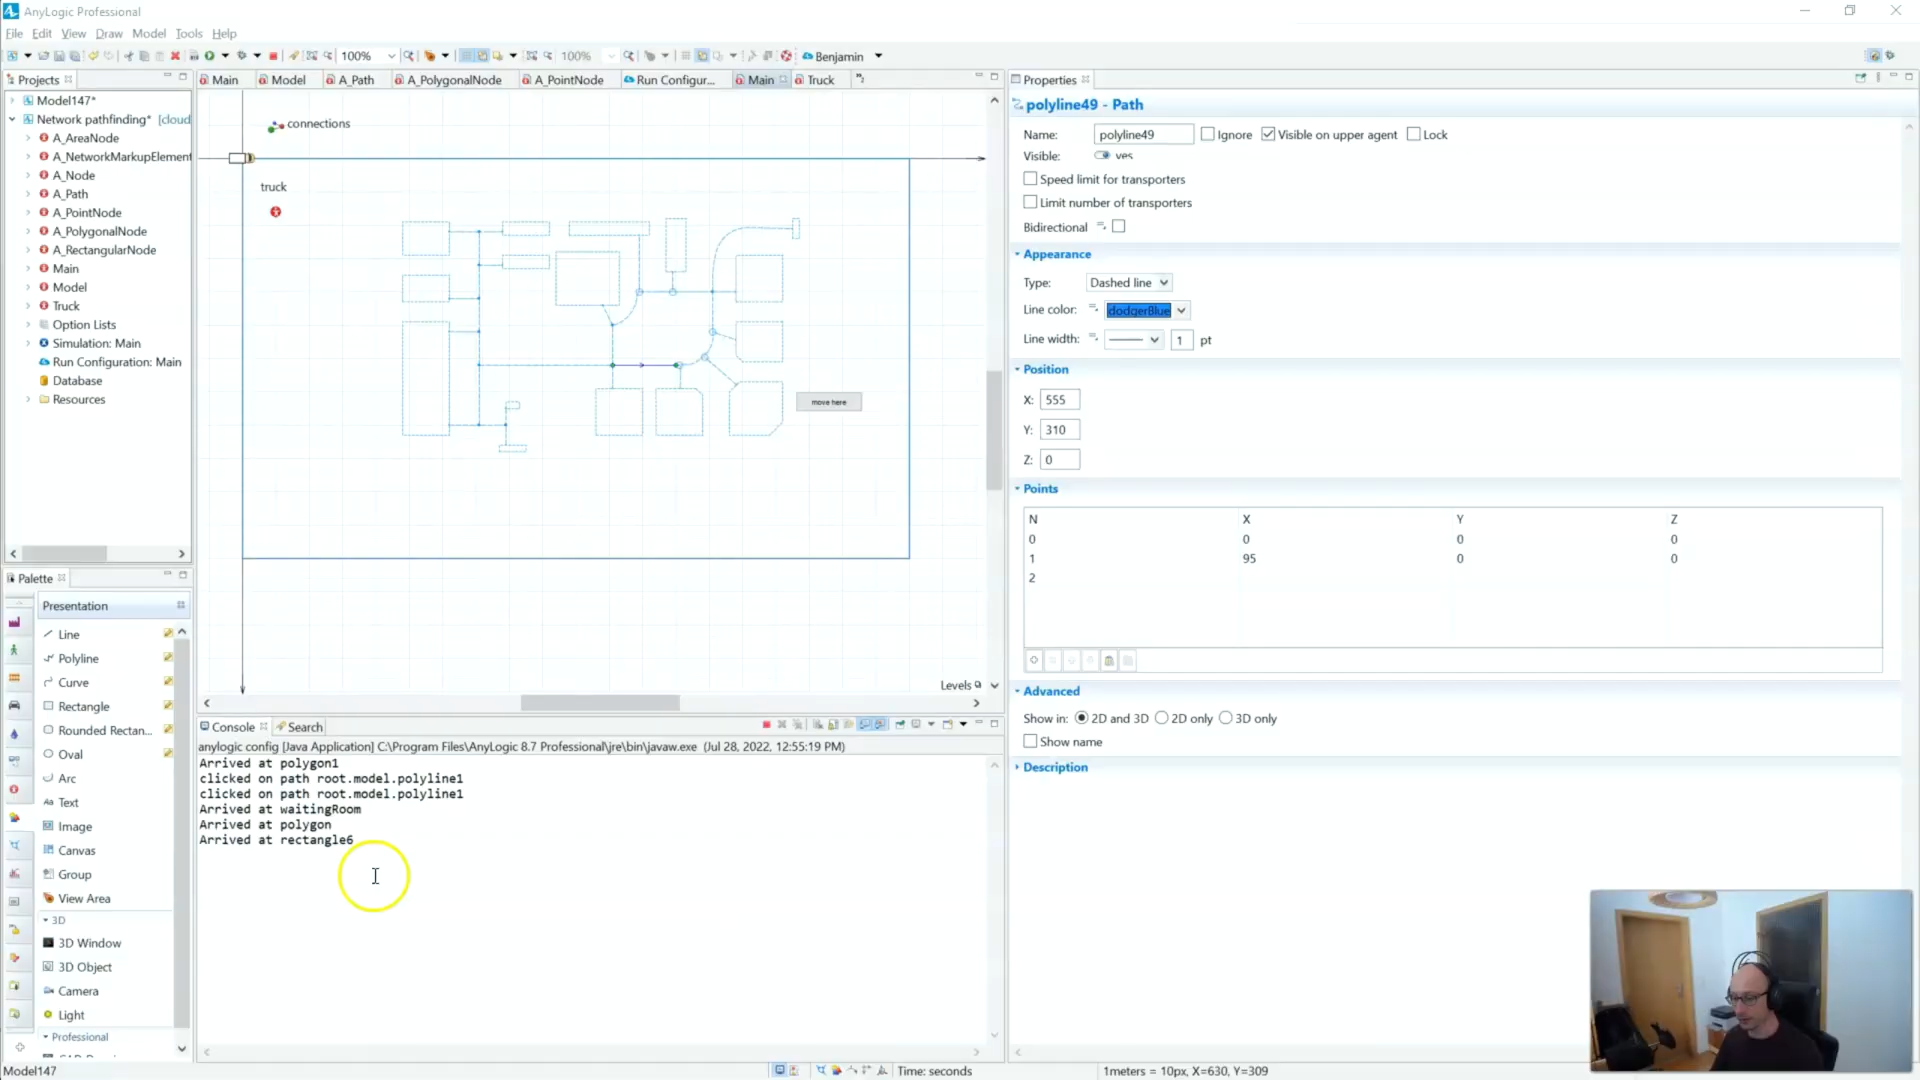 AnyLogic Professional
File Edit View Draw Model Tools Help
100% 100% Benjamin
Projects
Model147*
Network pathfinding* [cloud
A_AreaNode
A_NetworkMarkupElement
A_Node
A_Path
A_PointNode
A_PolygonalNode
A_RectangularNode
Main
Model
Truck
Option Lists
Simulation: Main
Run Configuration: Main
Database
Resources
Palette
Presentation
Line
Polyline
Curve
Rectangle
Rounded Rectan...
Oval
Arc
Aa Text
Image
Canvas
Group
View Area
3D
3D Window
3D Object
Camera
Light
Professional
Main Model A_Path A_PolygonalNode A_PointNode Run Configur... Main Truck
connections
truck
move here
Levels
Console Search
anylogic config [Java Application] C:\Program Files\AnyLogic 8.7 Professional\jre\bin\javaw.exe (Jul 28, 2022, 12:55:19 PM)
Arrived at polygon1
clicked on path root.model.polyline1
clicked on path root.model.polyline1
Arrived at waitingRoom
Arrived at polygon
Arrived at rectangle6
Properties
polyline49 - Path
Name: polyline49 Ignore Visible on upper agent Lock
Visible: yes
Speed limit for transporters
Limit number of transporters
Bidirectional
Appearance
Type: Dashed line
Line color: dodgerBlue
Line width: 1 pt
Position
X: 555
Y: 310
Z: 0
Points
N X Y Z
0 0 0 0
1 95 0 0
2
Advanced
Show in: 2D and 3D 2D only 3D only
Show name
Description
Model147
Time: seconds
1meters = 10px, X=630, Y=309